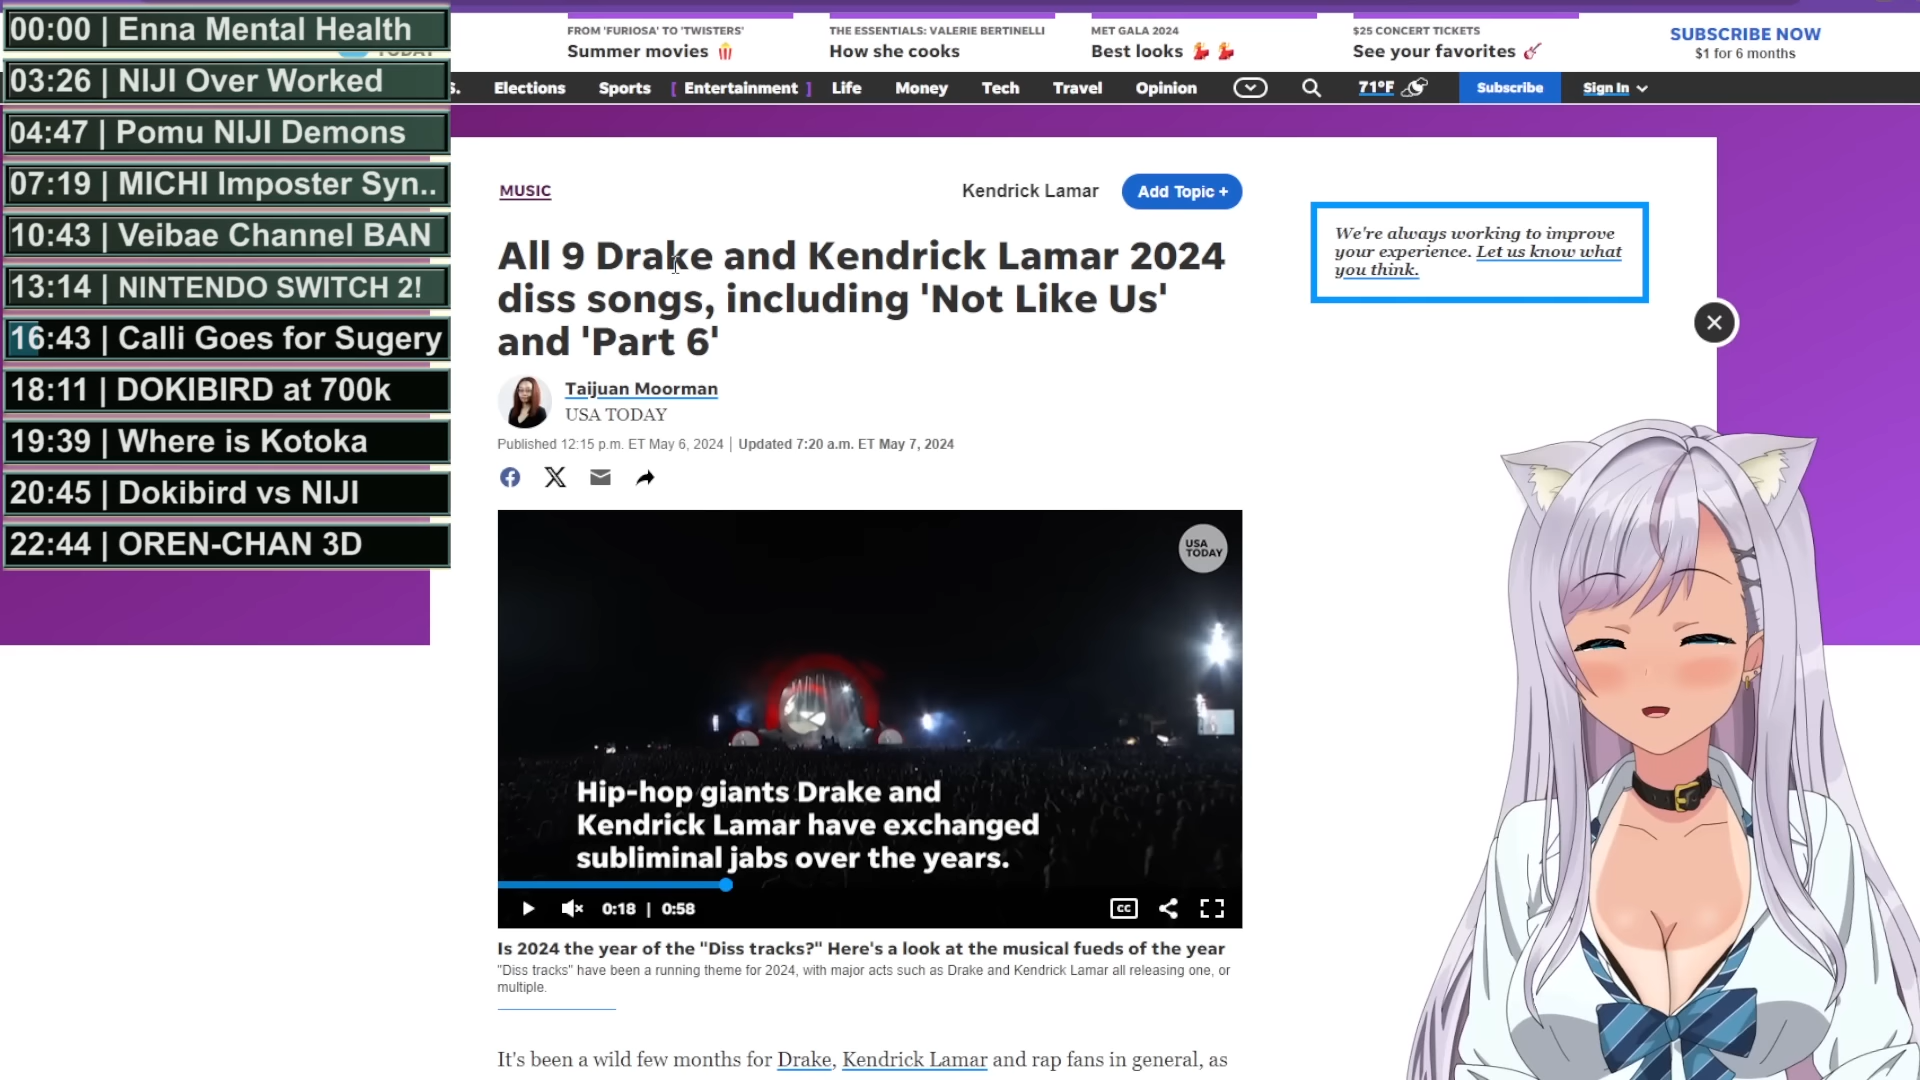 00:00 | Enna Mental Health
03:26 | NIJI Over Worked
04:47 | Pomu NIJI Demons
07:19 | MICHI Imposter Syn..
10:43 | Veibae Channel BAN
13:14 | NINTENDO SWITCH 2!
16:43 | Calli Goes for Sugery
18:11 | DOKIBIRD at 700k
19:39 | Where is Kotoka
20:45 | Dokibird vs NIJI
22:44 | OREN-CHAN 3D
FROM 'FURIOSA' TO 'TWISTERS'
Summer movies 🍿
THE ESSENTIALS: VALERIE BERTINELLI
How she cooks
MET GALA 2024
Best looks 💃 💃
$25 CONCERT TICKETS
See your favorites 🎸
SUBSCRIBE NOW
$1 for 6 months
Elections Sports [ Entertainment ] Life Money Tech Travel Opinion 71°F Subscribe Sign In
MUSIC
Kendrick Lamar Add Topic +
All 9 Drake and Kendrick Lamar 2024
diss songs, including 'Not Like Us'
and 'Part 6'
Taijuan Moorman
USA TODAY
Published 12:15 p.m. ET May 6, 2024 | Updated 7:20 a.m. ET May 7, 2024
We're always working to improve
your experience. Let us know what
you think.
USA
TODAY
Hip-hop giants Drake and
Kendrick Lamar have exchanged
subliminal jabs over the years.
0:18 | 0:58
CC
Is 2024 the year of the "Diss tracks?" Here's a look at the musical fueds of the year
"Diss tracks" have been a running theme for 2024, with major acts such as Drake and Kendrick Lamar all releasing one, or
multiple.
It's been a wild few months for Drake, Kendrick Lamar and rap fans in general, as